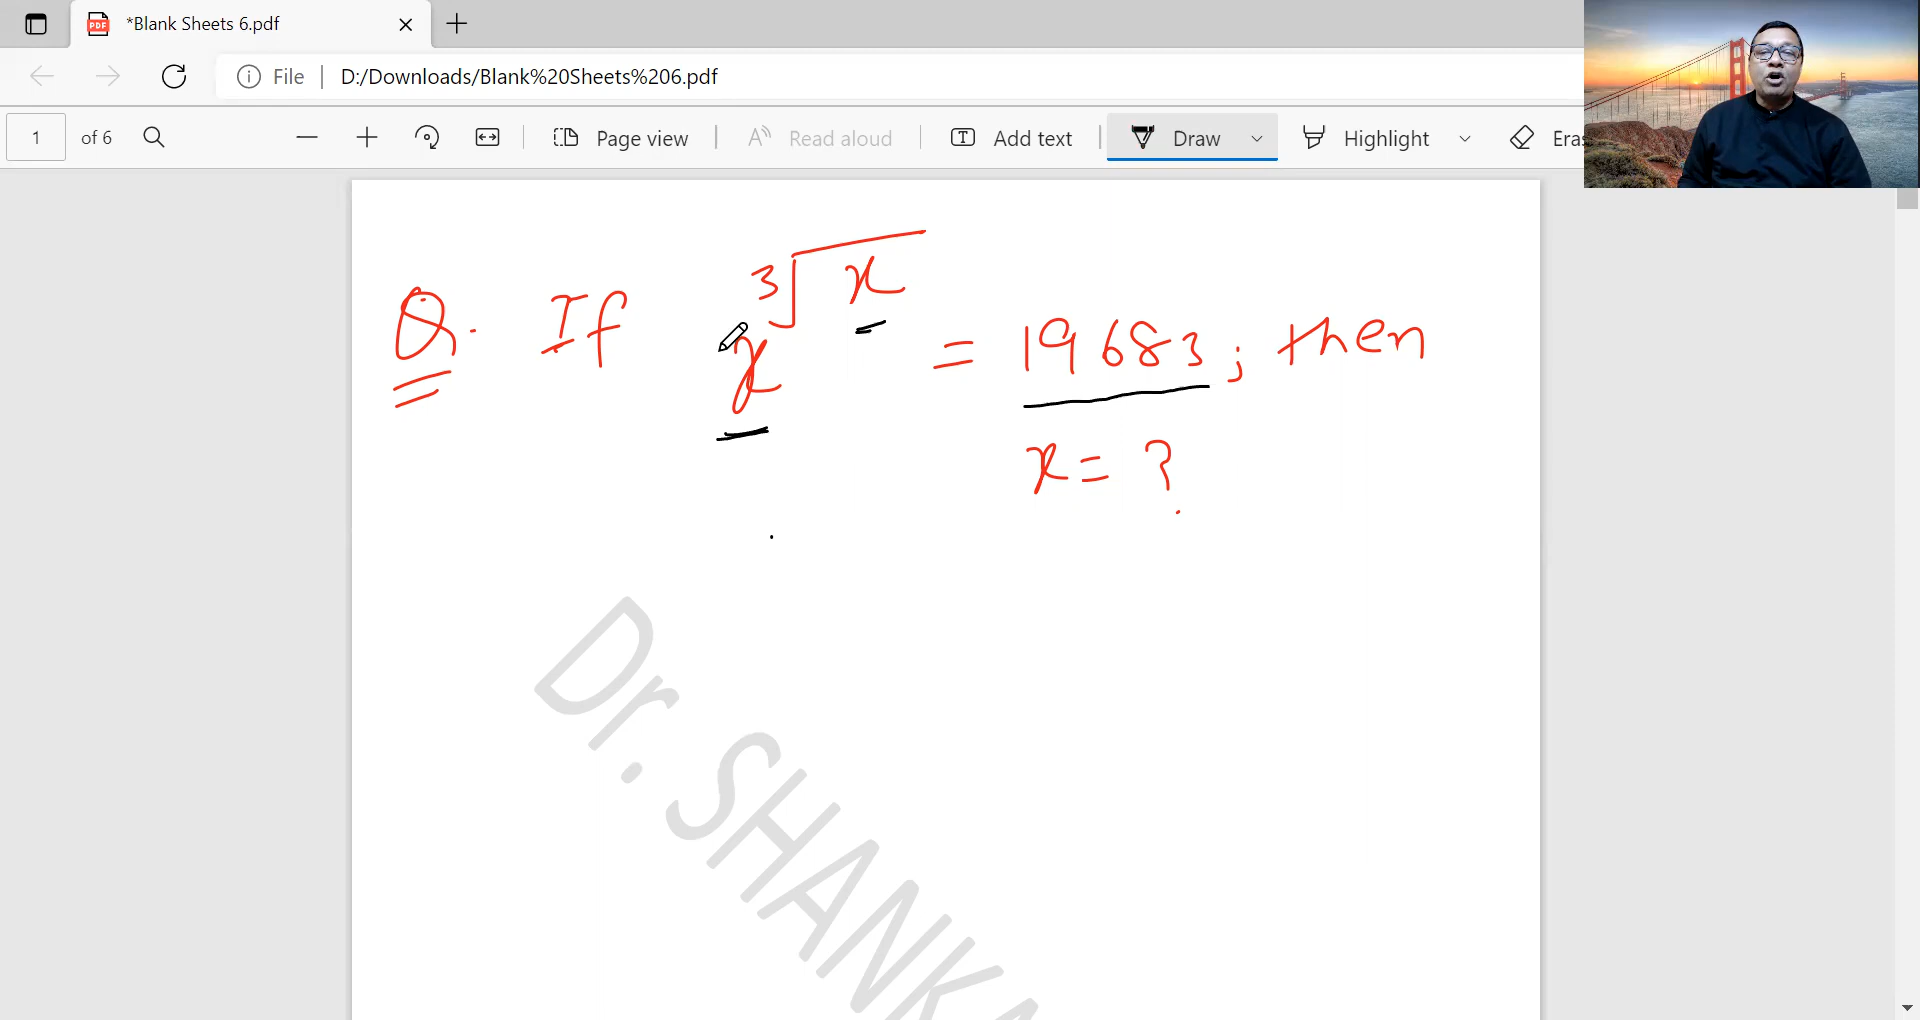 *Blank Sheets 6.pdf
File | D:/Downloads/Blank%20Sheets%206.pdf
1 of 6 Page view Read aloud Add text Draw Highlight
Q. If x^∛x = 19683; then
x = ?
Dr. SHANKA